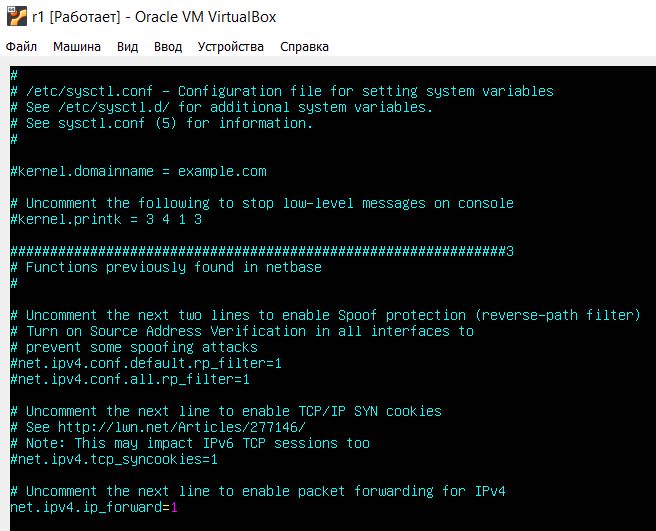 r1 [Работает] - Oracle VM VirtualBox
Файл Машина Вид Ввод Устройства Справка
#
# /etc/sysctl.conf - Configuration file for setting system variables
# See /etc/sysctl.d/ for additional system variables.
# See sysctl.conf (5) for information.
#
#kernel.domainname = example.com
# Uncomment the following to stop low-level messages on console
#kernel.printk = 3 4 1 3
##############################################################3
# Functions previously found in netbase
#
# Uncomment the next two lines to enable Spoof protection (reverse-path filter)
# Turn on Source Address Verification in all interfaces to
# prevent some spoofing attacks
#net.ipv4.conf.default.rp_filter=1
#net.ipv4.conf.all.rp_filter=1
# Uncomment the next line to enable TCP/IP SYN cookies
# See http://lwn.net/Articles/277146/
# Note: This may impact IPv6 TCP sessions too
#net.ipv4.tcp_syncookies=1
# Uncomment the next line to enable packet forwarding for IPv4
net.ipv4.ip_forward=1